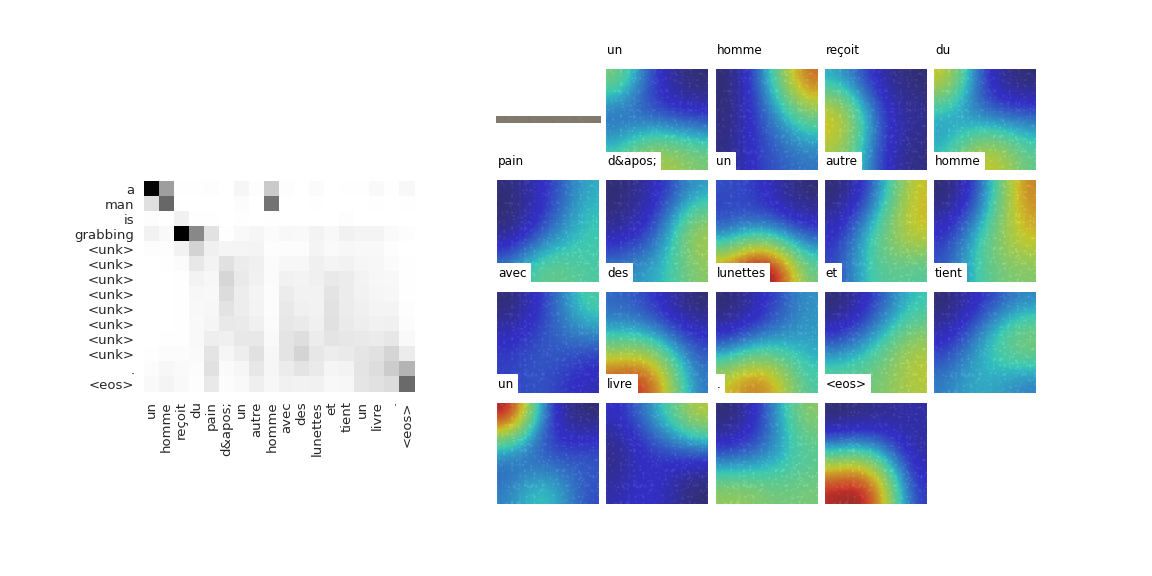 a
man
is
grabbing
<unk>
<unk>
<unk>
<unk>
<unk>
<unk>
<unk>
<unk>
.
<eos>
un
homme
reçoit
du
pain
d&apos;
un
autre
homme
avec
des
lunettes
et
tient
un
livre
.
<eos>
un homme reçoit du
pain d&apos; un autre homme
avec des lunettes et tient
un livre . <eos>